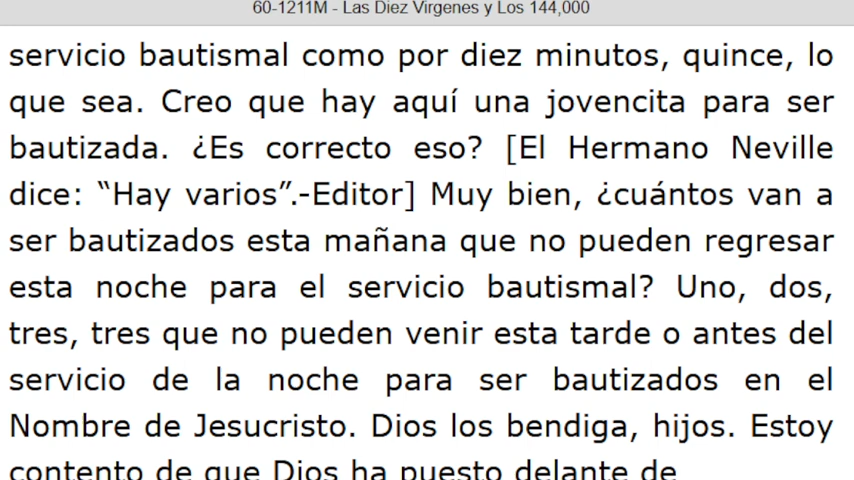 60-1211M - Las Diez Virgenes y Los 144,000
servicio bautismal como por diez minutos, quince, lo
que sea. Creo que hay aquí una jovencita para ser
bautizada. ¿Es correcto eso? [El Hermano Neville
dice: “Hay varios”.-Editor] Muy bien, ¿cuántos van a
ser bautizados esta mañana que no pueden regresar
esta noche para el servicio bautismal? Uno, dos,
tres, tres que no pueden venir esta tarde o antes del
servicio de la noche para ser bautizados en el
Nombre de Jesucristo. Dios los bendiga, hijos. Estoy
contento de que Dios ha puesto delante de